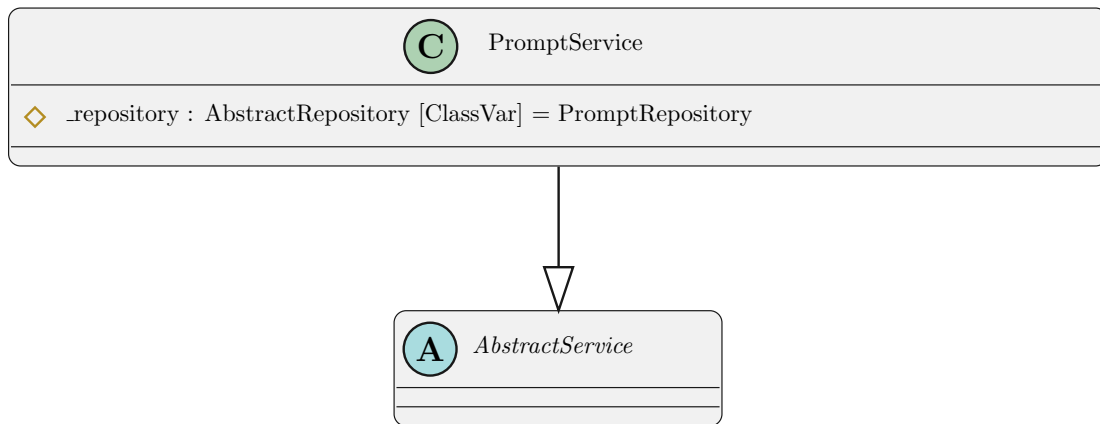 C PromptService
_repository : AbstractRepository [ClassVar] = PromptRepository
A AbstractService